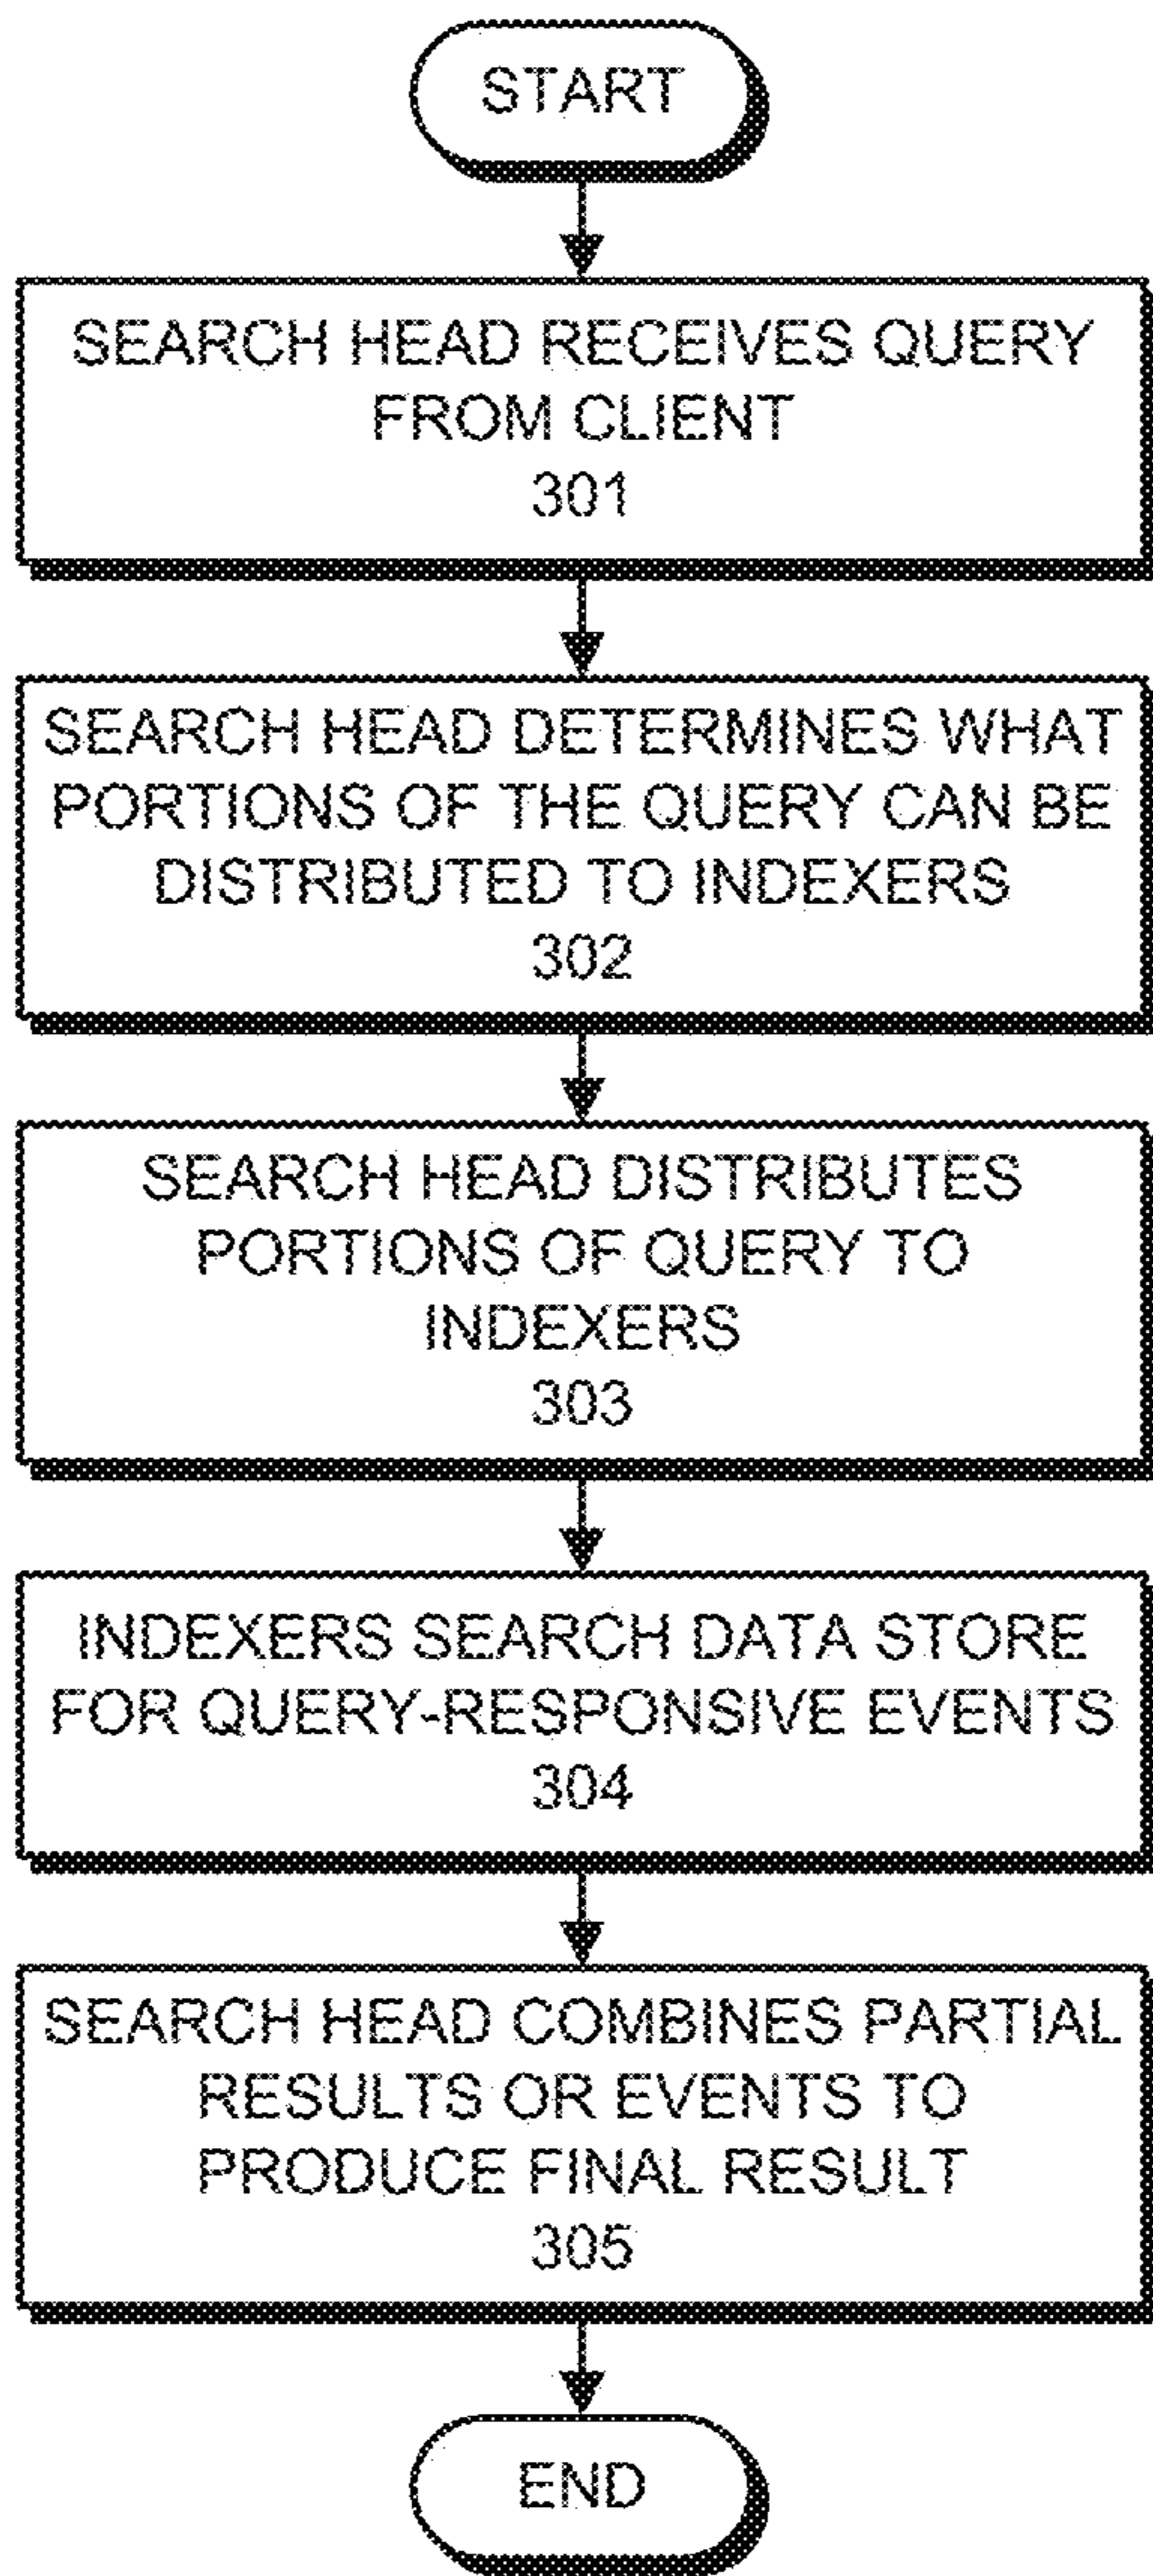 START
SEARCH HEAD RECEIVES QUERY
FROM CLIENT
301
SEARCH HEAD DETERMINES WHAT
PORTIONS OF THE QUERY CAN BE
DISTRIBUTED TO INDEXERS
302
SEARCH HEAD DISTRIBUTES
PORTIONS OF QUERY TO
INDEXERS
303
INDEXERS SEARCH DATA STORE
FOR QUERY-RESPONSIVE EVENTS
304
SEARCH HEAD COMBINES PARTIAL
RESULTS OR EVENTS TO
PRODUCE FINAL RESULT
305
END